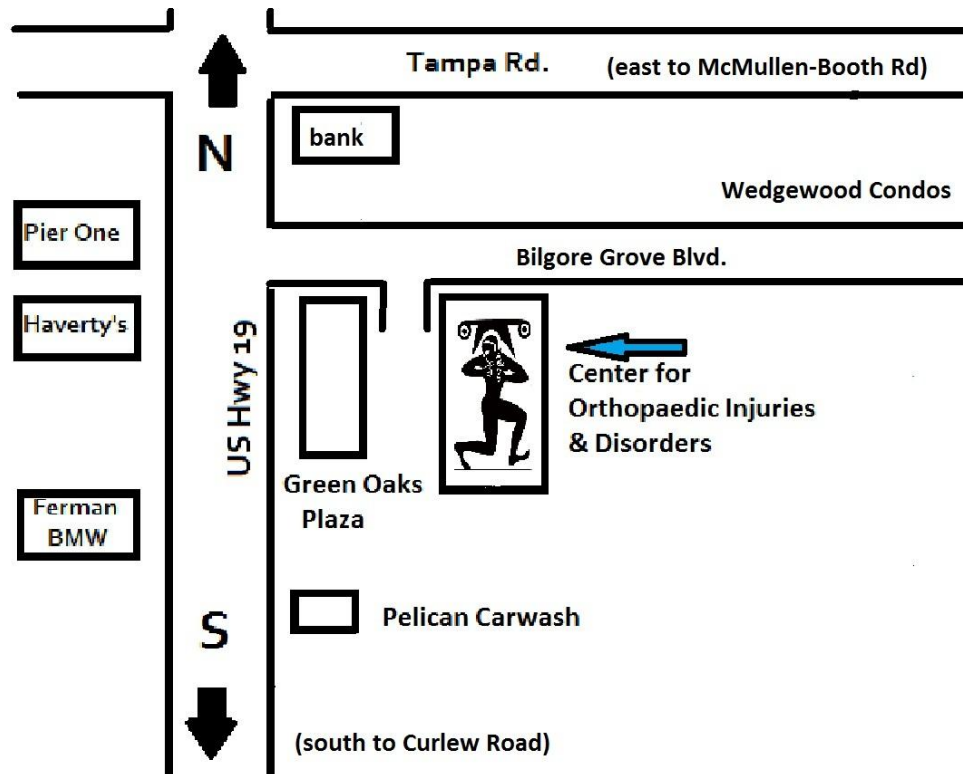 Tampa Rd.
(east to McMullen-Booth Rd)
N
bank
Wedgewood Condos
Pier One
Bilgore Grove Blvd.
Haverty's
US Hwy 19
Center for
Orthopaedic Injuries
& Disorders
Green Oaks
Plaza
Ferman
BMW
S
Pelican Carwash
(south to Curlew Road)